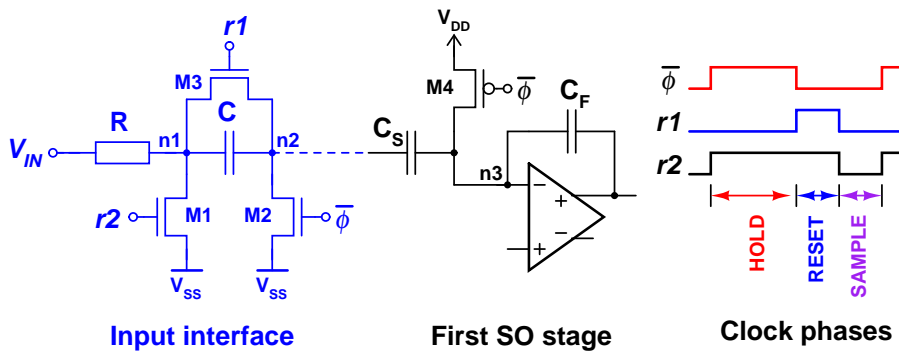 r1
M3
C
R
n1
n2
V_IN
r2
M1
M2
φ̅
V_SS
V_SS
Input interface
V_DD
M4
φ̅
C_F
C_S
n3
−
+
+
−
First SO stage
φ̅
r1
r2
HOLD
RESET
SAMPLE
Clock phases